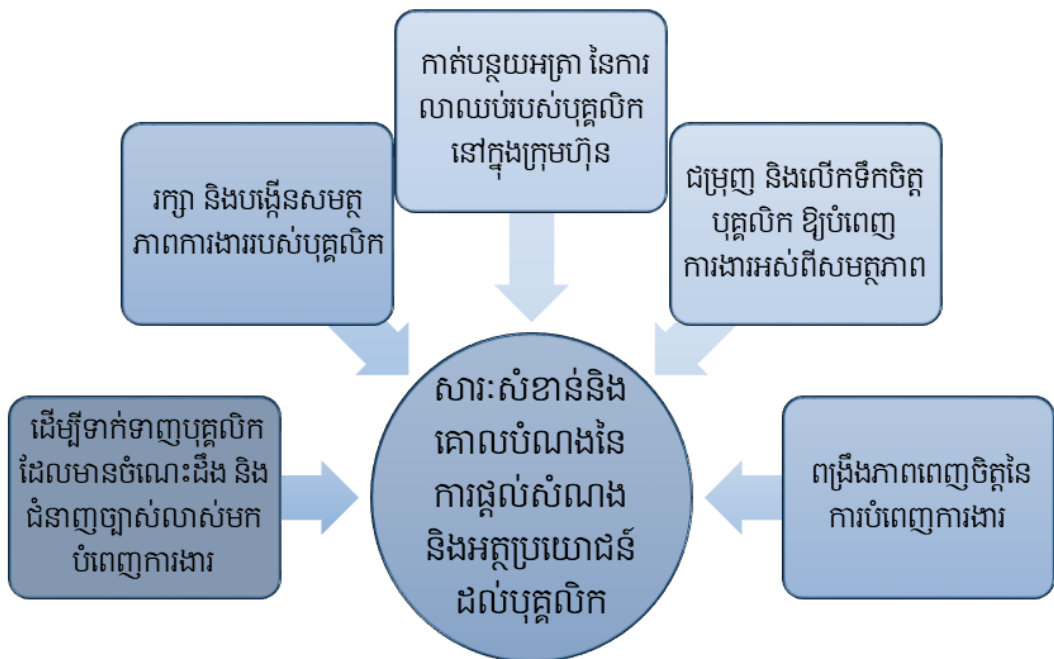 កាត់បន្ថយអត្រា នៃការ
លាឈប់របស់បុគ្គលិក
នៅក្នុងក្រុមហ៊ុន
រក្សា និងបង្កើនសមត្ថ
ភាពការងាររបស់បុគ្គលិក
ជម្រុញ និងលើកទឹកចិត្ត
បុគ្គលិក ឱ្យបំពេញ
ការងារអស់ពីសមត្ថភាព
ដើម្បីទាក់ទាញបុគ្គលិក
ដែលមានចំណេះដឹង និង
ជំនាញច្បាស់លាស់មក
បំពេញការងារ
សារៈសំខាន់និង
គោលបំណងនៃ
ការផ្តល់សំណង
និងអត្ថប្រយោជន៍
ដល់បុគ្គលិក
ពង្រឹងភាពពេញចិត្តនៃ
ការបំពេញការងារ